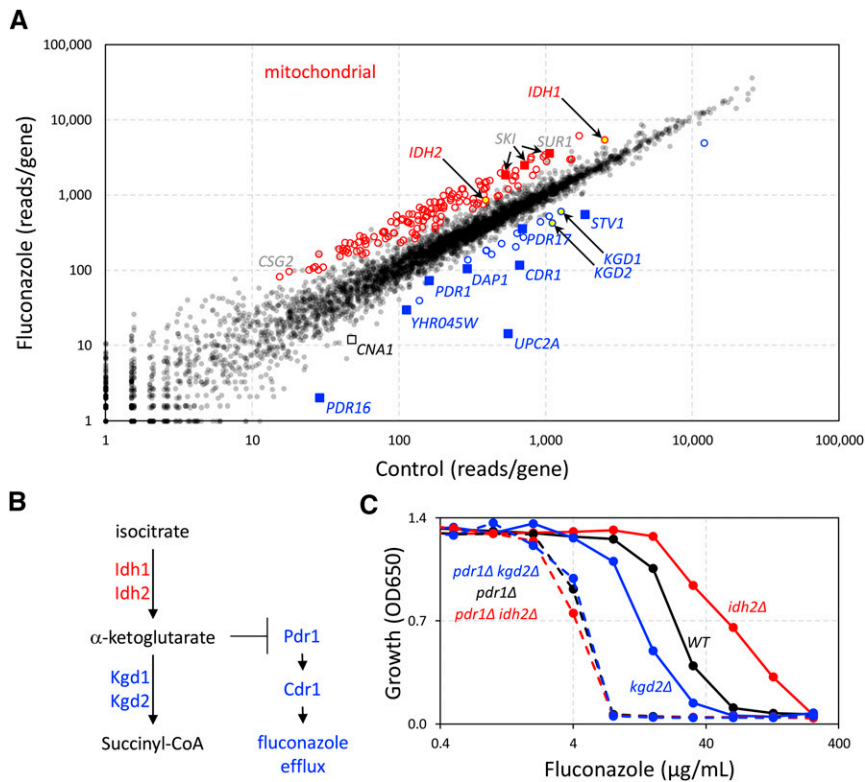 A
100,000
10,000
1,000
100
10
1
Fluconazole (reads/gene)
mitochondrial
IDH1
SKI
SUR1
IDH2
STV1
PDR17
KGD1
KGD2
CSG2
DAP1
CDR1
PDR1
YHR045W
UPC2A
CNA1
PDR16
1
10
100
1,000
10,000
100,000
Control (reads/gene)
B
isocitrate
Idh1
Idh2
α-ketoglutarate
Pdr1
Kgd1
Kgd2
Cdr1
Succinyl-CoA
fluconazole
efflux
C
1.4
0.7
0.0
Growth (OD650)
pdr1Δ kgd2Δ
pdr1Δ
pdr1Δ idh2Δ
idh2Δ
WT
kgd2Δ
0.4
4
40
400
Fluconazole (µg/mL)